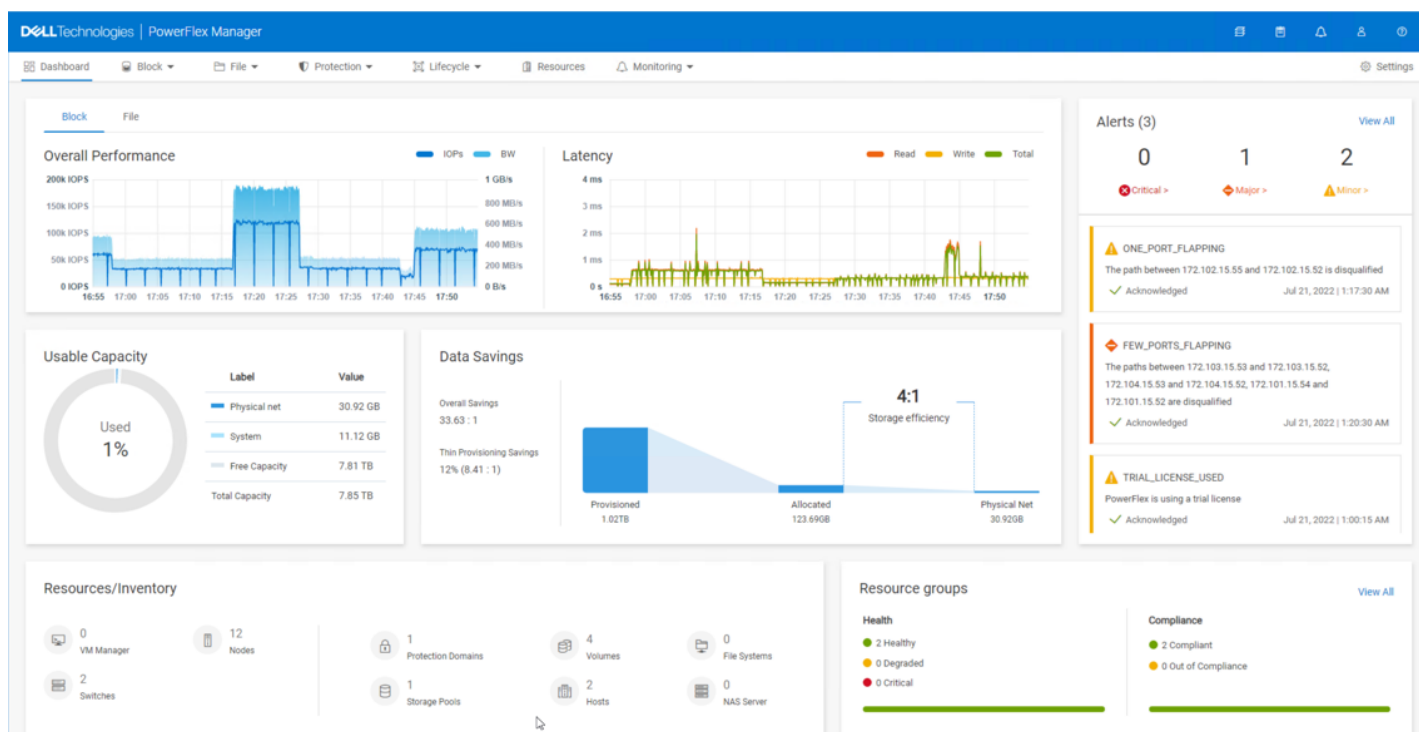 DELLTechnologies | PowerFlex Manager
Dashboard Block File Protection Lifecycle Resources Monitoring Settings
Block File
Overall Performance
IOPs BW
200k IOPS
150k IOPS
100k IOPS
50k IOPS
0 IOPS
1 GB/s
800 MB/s
600 MB/s
400 MB/s
200 MB/s
0 B/s
16:55 17:00 17:05 17:10 17:15 17:20 17:25 17:30 17:35 17:40 17:45 17:50
Latency
Read Write Total
4 ms
3 ms
2 ms
1 ms
0 s
16:55 17:00 17:05 17:10 17:15 17:20 17:25 17:30 17:35 17:40 17:45 17:50
Alerts (3) View All
0 1 2
Critical > Major > Minor >
ONE_PORT_FLAPPING
The path between 172.102.15.55 and 172.102.15.52 is disqualified
Acknowledged Jul 21, 2022 | 1:17:30 AM
FEW_PORTS_FLAPPING
The paths between 172.103.15.53 and 172.103.15.52,
172.104.15.53 and 172.104.15.52, 172.101.15.54 and
172.101.15.52 are disqualified
Acknowledged Jul 21, 2022 | 1:20:30 AM
TRIAL_LICENSE_USED
PowerFlex is using a trial license
Acknowledged Jul 21, 2022 | 1:00:15 AM
Usable Capacity
Used
1%
Label Value
Physical net 30.92 GB
System 11.12 GB
Free Capacity 7.81 TB
Total Capacity 7.85 TB
Data Savings
Overall Savings
33.63 : 1
Thin Provisioning Savings
12% (8.41 : 1)
4:1
Storage efficiency
Provisioned
1.02TB
Allocated
123.69GB
Physical Net
30.92GB
Resources/Inventory
0
VM Manager
12
Nodes
2
Switches
1
Protection Domains
4
Volumes
0
File Systems
1
Storage Pools
2
Hosts
0
NAS Server
Resource groups View All
Health
2 Healthy
0 Degraded
0 Critical
Compliance
2 Compliant
0 Out of Compliance